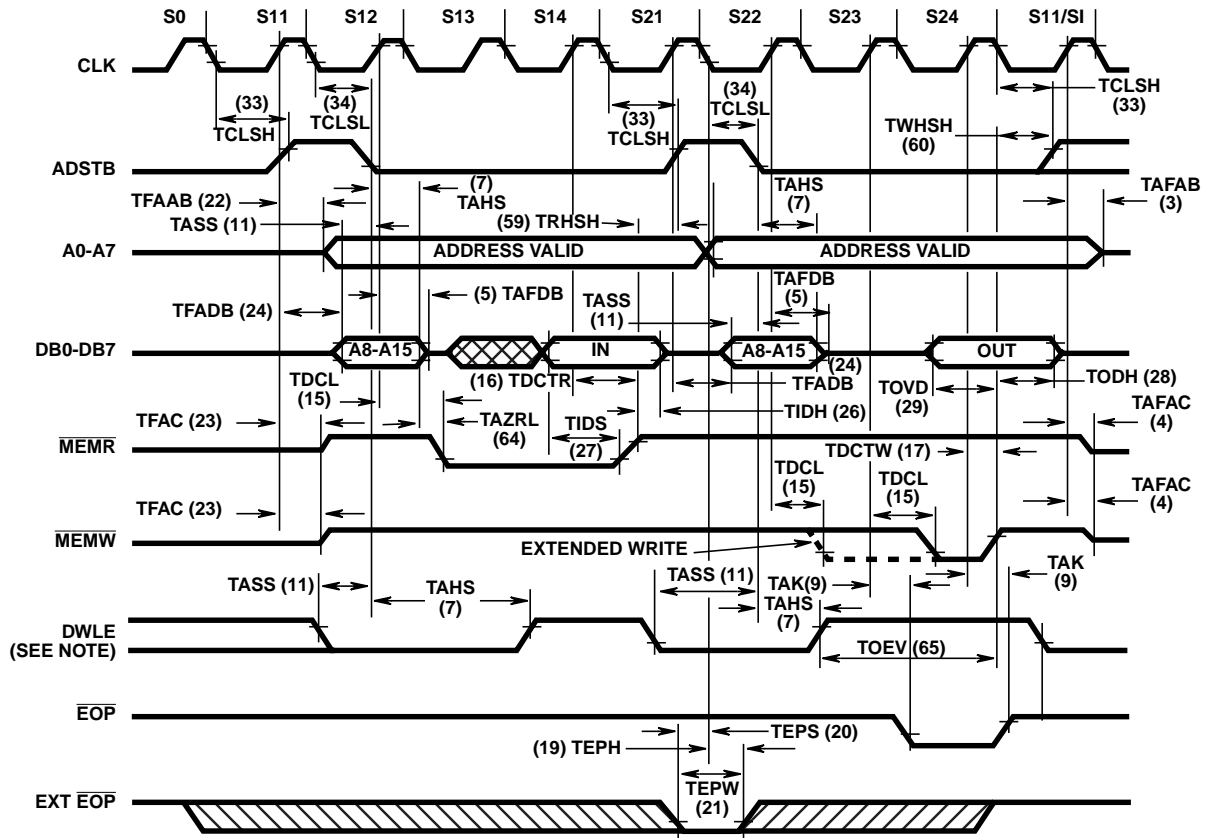 S0 S11 S12 S13 S14 S21 S22 S23 S24 S11/SI
CLK
(33)
TCLSH
(34)
TCLSL
(33)
TCLSH
(34)
TCLSL
TCLSH
(33)
TWHSH
(60)
ADSTB
TFAAB (22)
(7)
TAHS
TAHS
(7)
TAFAB
(3)
TASS (11)
(59) TRHSH
A0-A7
ADDRESS VALID
ADDRESS VALID
TFADB (24)
(5) TAFDB
TASS
(11)
TAFDB
(5)
DB0-DB7
A8-A15
IN
A8-A15
OUT
(24)
TFADB
TDCL
(15)
(16) TDCTR
TOVD
(29)
TODH (28)
TIDH (26)
TFAC (23)
TAZRL
(64)
TIDS
(27)
TAFAC
(4)
MEMR
TDCTW (17)
TDCL
(15)
TDCL
(15)
TAFAC
(4)
TFAC (23)
MEMW
EXTENDED WRITE
TASS (11)
TAHS
(7)
TASS (11)
TAK(9)
TAK
(9)
TAHS
(7)
DWLE
(SEE NOTE)
TOEV (65)
EOP
TEPS (20)
(19) TEPH
TEPW
(21)
EXT EOP